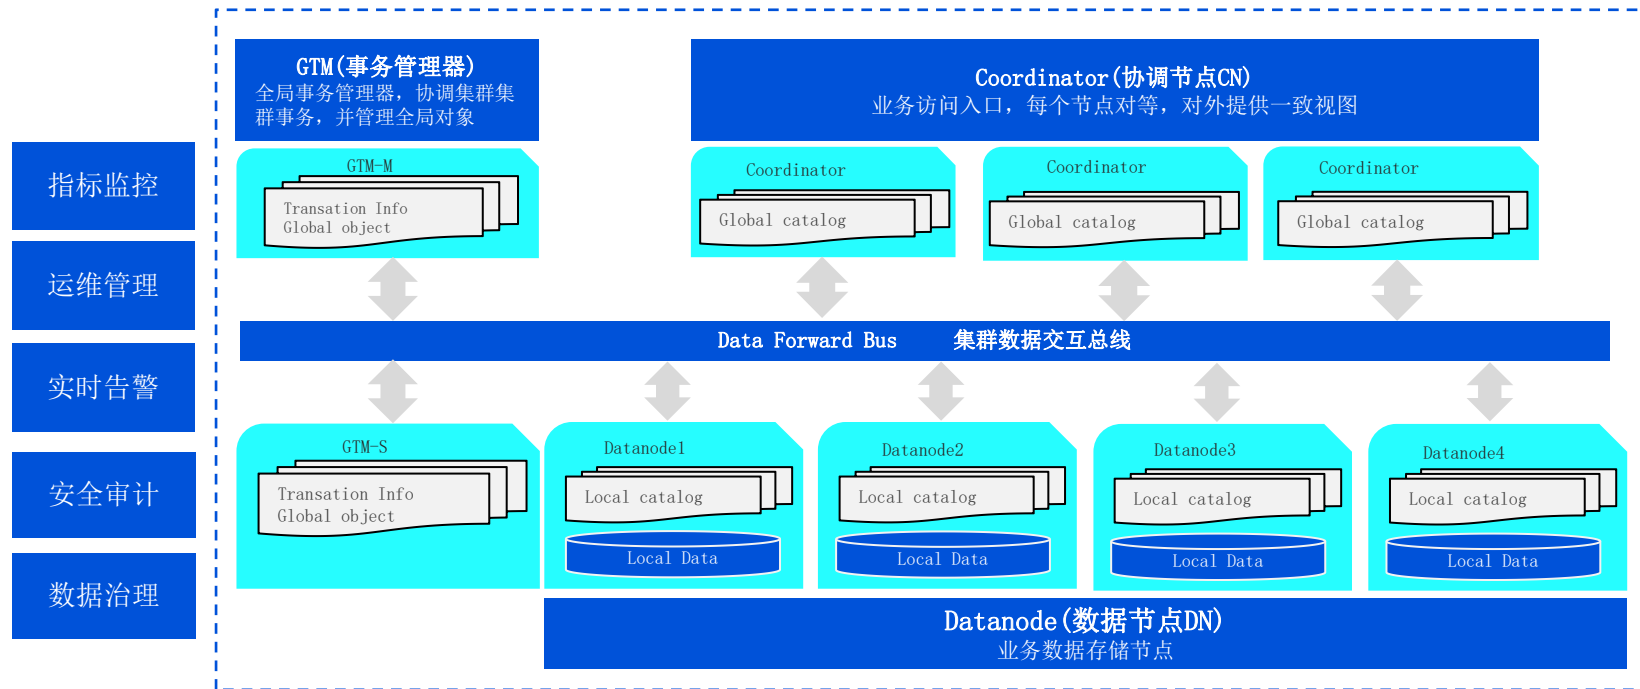 GTM(事务管理器)
全局事务管理器，协调集群集
群事务，并管理全局对象
Coordinator(协调节点CN)
业务访问入口，每个节点对等，对外提供一致视图
指标监控
运维管理
实时告警
安全审计
数据治理
GTM-M
Transation Info
Global object
Coordinator
Global catalog
Coordinator
Global catalog
Coordinator
Global catalog
Data Forward Bus 集群数据交互总线
GTM-S
Transation Info
Global object
Datanode1
Local catalog
Local Data
Datanode2
Local catalog
Local Data
Datanode3
Local catalog
Local Data
Datanode4
Local catalog
Local Data
Datanode(数据节点DN)
业务数据存储节点